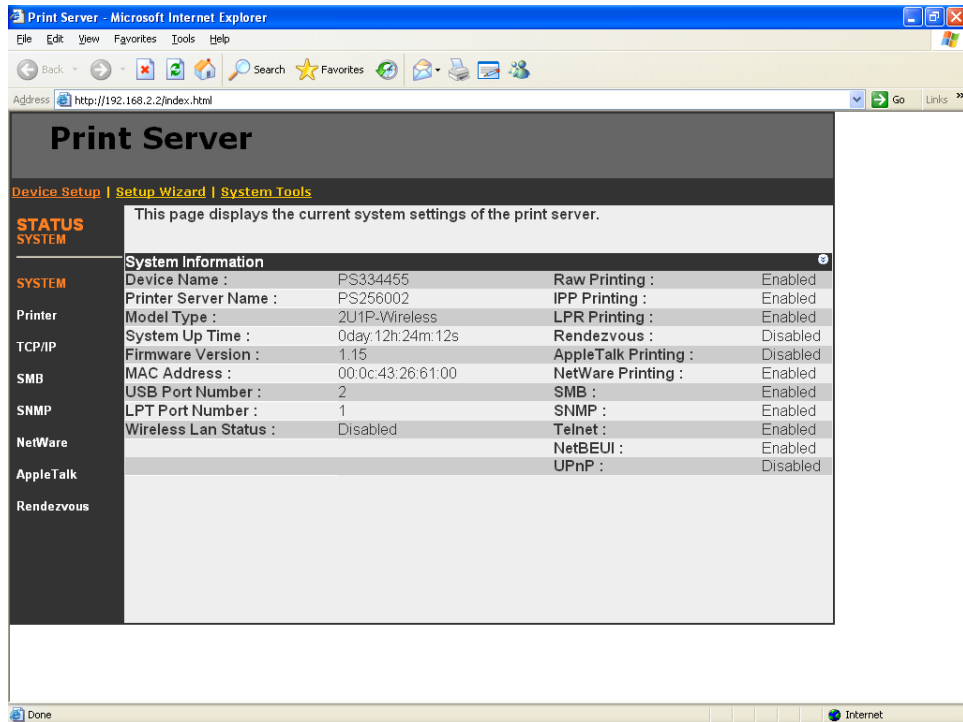 Print Server - Microsoft Internet Explorer
File Edit View Favorites Tools Help
Back Search Favorites
Address http://192.168.2.2/index.html Go Links »
Print Server
Device Setup | Setup Wizard | System Tools
STATUS
SYSTEM
This page displays the current system settings of the print server.
SYSTEM
Printer
TCP/IP
SMB
SNMP
NetWare
AppleTalk
Rendezvous
System Information
Device Name : PS334455 Raw Printing : Enabled
Printer Server Name : PS256002 IPP Printing : Enabled
Model Type : 2U1P-Wireless LPR Printing : Enabled
System Up Time : 0day:12h:24m:12s Rendezvous : Disabled
Firmware Version : 1.15 AppleTalk Printing : Disabled
MAC Address : 00:0c:43:26:61:00 NetWare Printing : Enabled
USB Port Number : 2 SMB : Enabled
LPT Port Number : 1 SNMP : Enabled
Wireless Lan Status : Disabled Telnet : Enabled
NetBEUI : Enabled
UPnP : Disabled
Done Internet